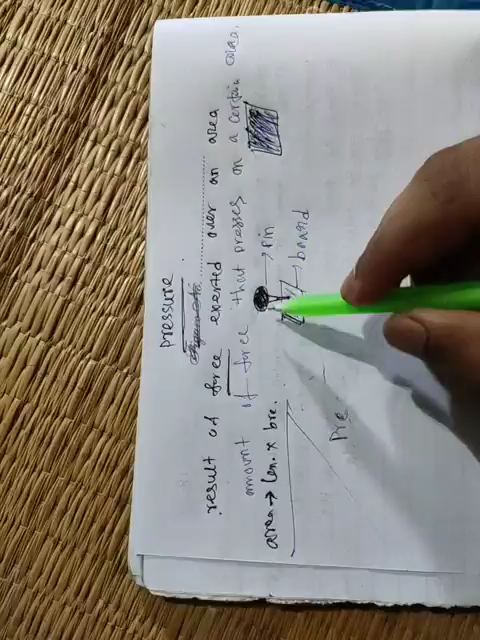 pressure
result of force exerted over an area
amount of force that presses on a certain area.
area → len. x bre.
→ pin
→ board
Pre